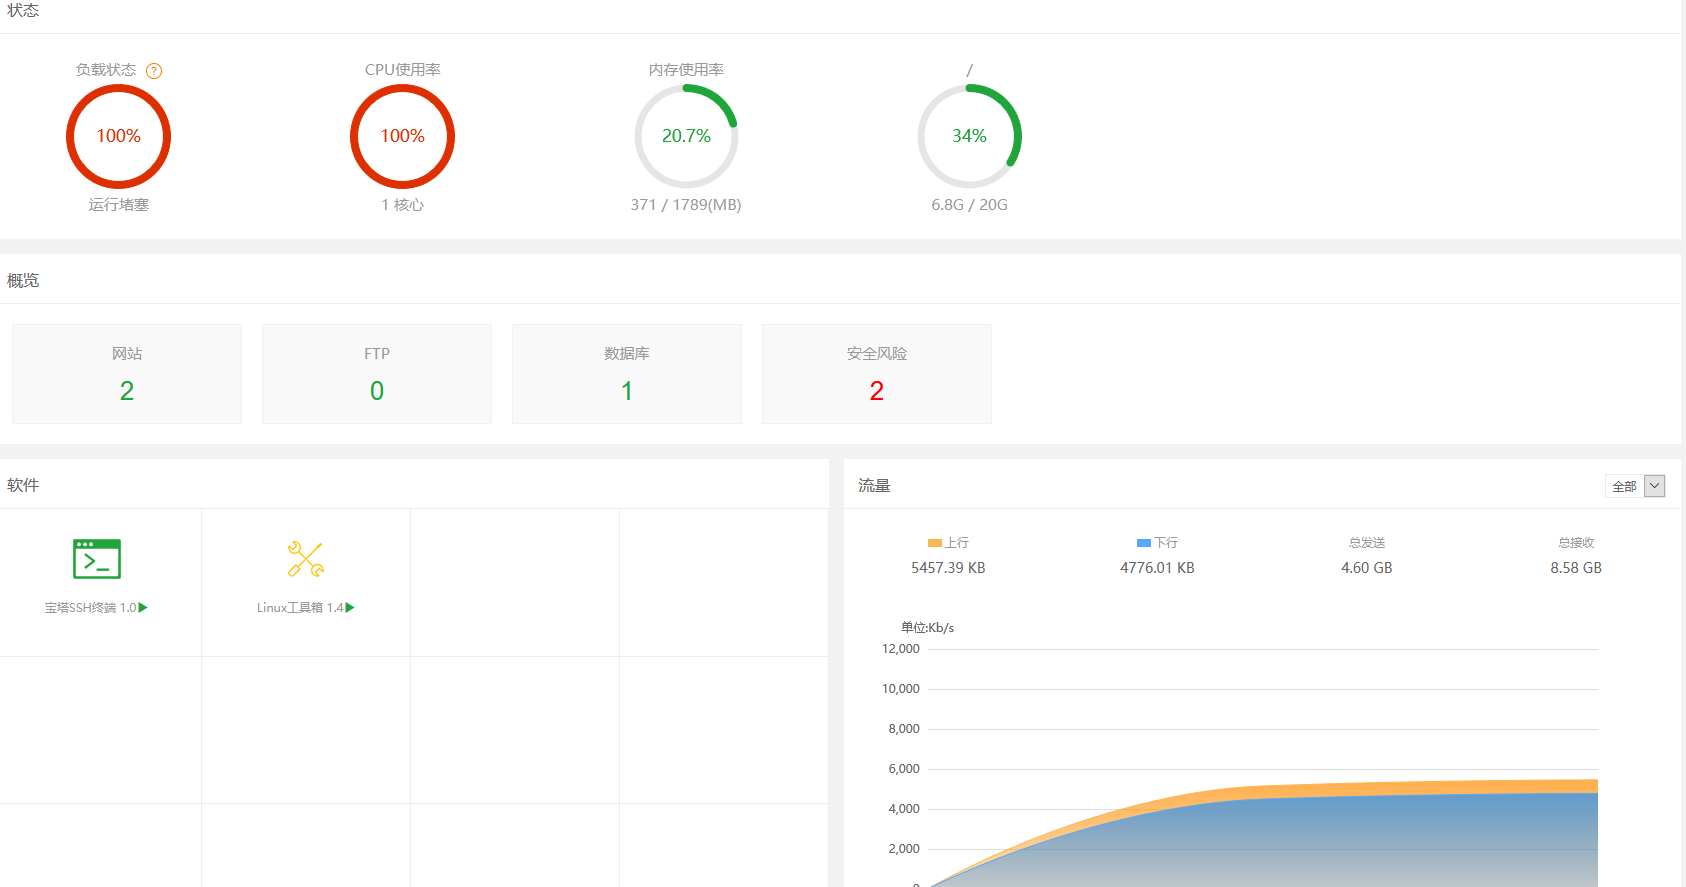 状态
负载状态 ?
CPU使用率
内存使用率
/
100%
100%
20.7%
34%
运行堵塞
1 核心
371 / 1789(MB)
6.8G / 20G
概览
网站
FTP
数据库
安全风险
2
0
1
2
软件
宝塔SSH终端 1.0
Linux工具箱 1.4
流量
全部
上行
下行
总发送
总接收
5457.39 KB
4776.01 KB
4.60 GB
8.58 GB
单位:Kb/s
12,000
10,000
8,000
6,000
4,000
2,000
0